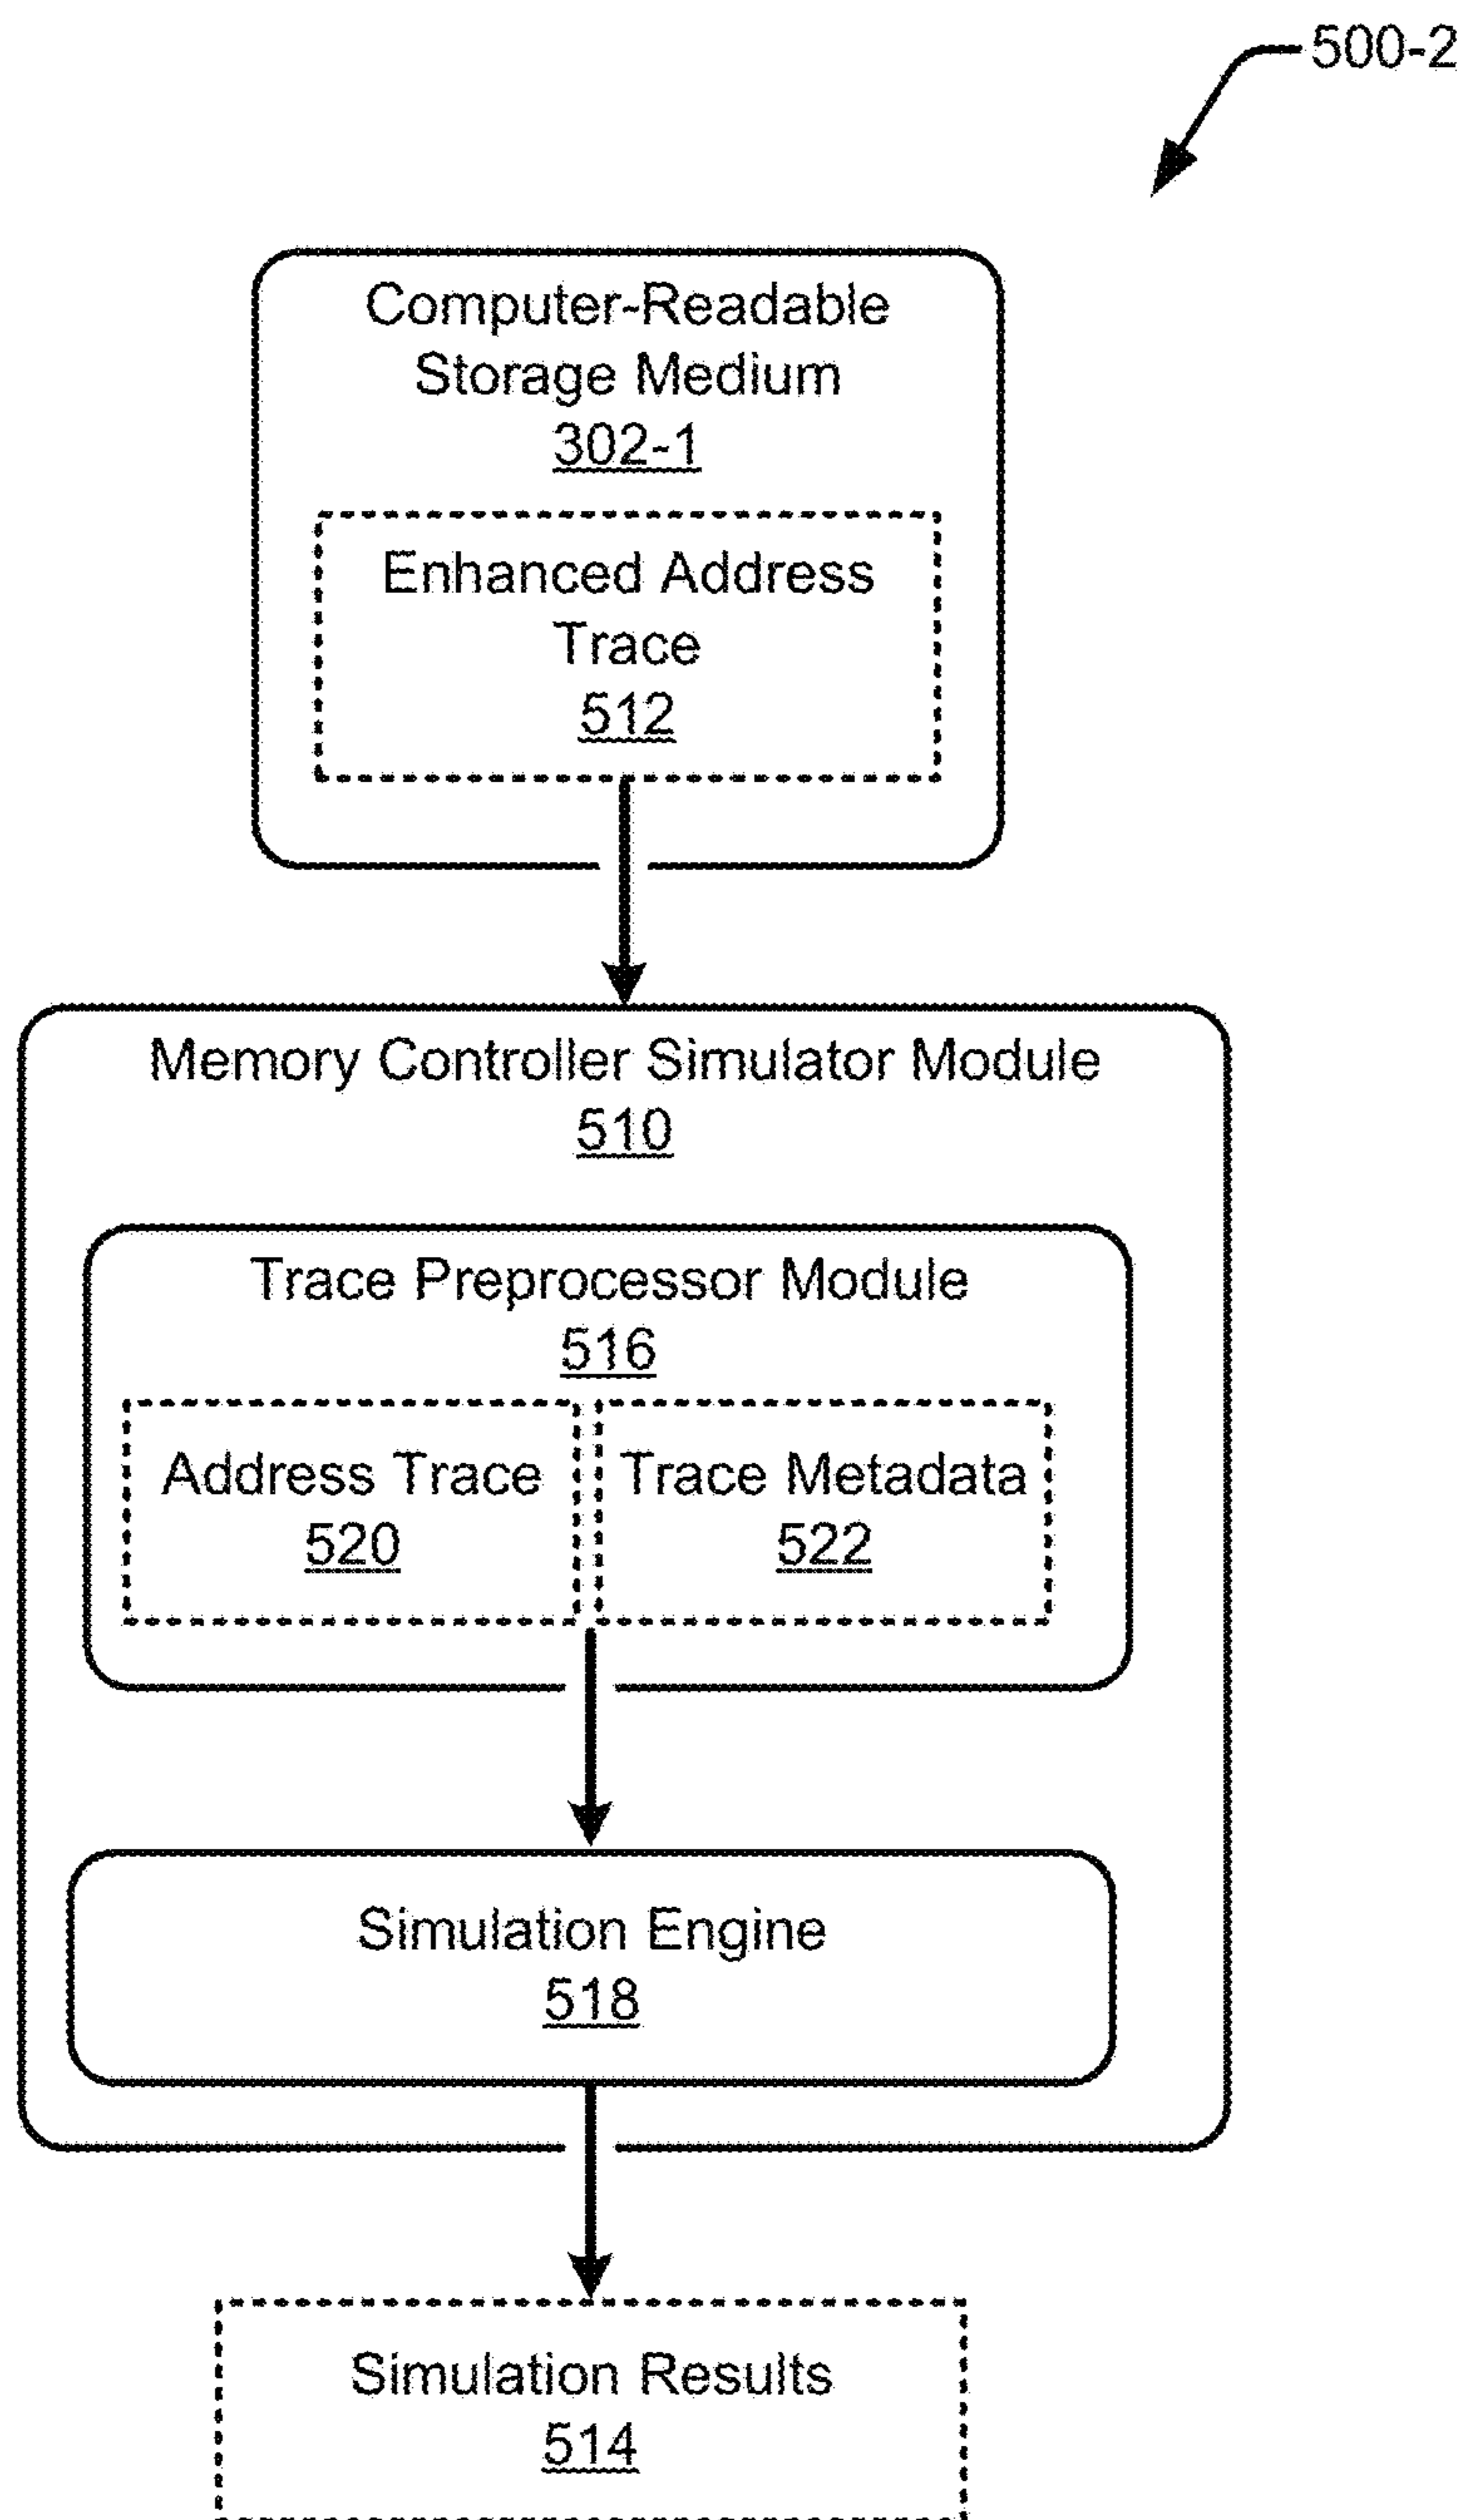 500-2
Computer-Readable
Storage Medium
302-1
Enhanced Address
Trace
512
Memory Controller Simulator Module
510
Trace Preprocessor Module
516
Address Trace
520
Trace Metadata
522
Simulation Engine
518
Simulation Results
514